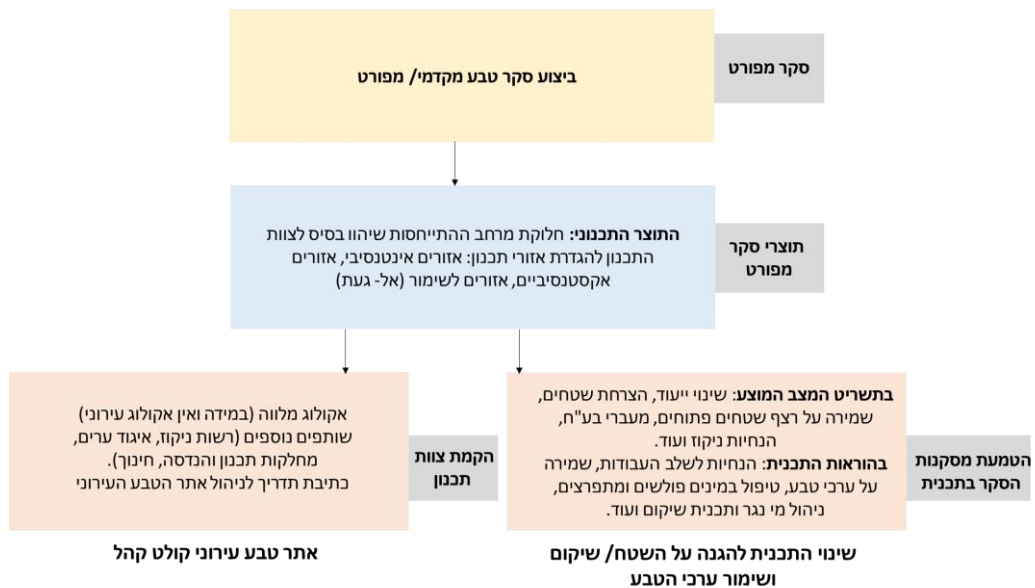 סקר מפורט
ביצוע סקר טבע מקדמי/ מפורט
תוצרי סקר
מפורט
התוצר התכנוני: חלוקת מרחב ההתייחסות שיהוו בסיס לצוות
התכנון להגדרת אזורי תכנון: אזורים אינטנסיבי, אזורים
אקסטנסיביים, אזורים לשימור (אל- געת)
הטמעת מסקנות
הסקר בתכנית
בתשריט המצב המוצע: שינוי ייעוד, הצרחת שטחים,
שמירה על רצף שטחים פתוחים, מעברי בע"ח,
הנחיות ניקוז ועוד.
בהוראות התכנית: הנחיות לשלב העבודות, שמירה
על ערכי טבע, טיפול במינים פולשים ומתפרצים,
ניהול מי נגר ותכנית שיקום ועוד.
שינוי התכנית להגנה על השטח/ שיקום
ושימור ערכי הטבע
הקמת צוות
תכנון
אקולוג מלווה (במידה ואין אקולוג עירוני)
שותפים נוספים (רשות ניקוז, איגוד ערים,
מחלקות תכנון והנדסה, חינוך).
כתיבת תדריך לניהול אתר הטבע העירוני
אתר טבע עירוני קולט קהל